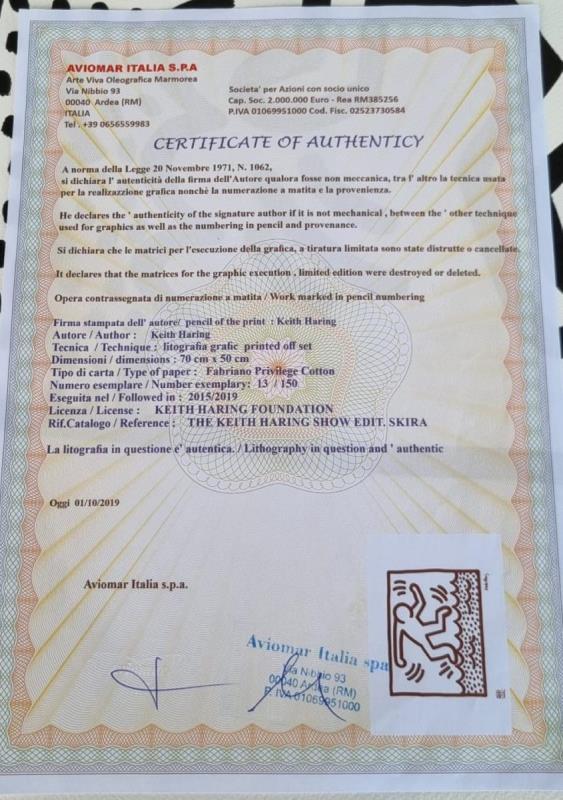 AVIOMAR ITALIA S.P.A
Arte Viva Oleografica Marmorea
Via Nibbio 93
00040 Ardea (RM)
ITALIA
Tel . +39 0656559983
Societa' per Azioni con socio unico
Cap. Soc. 2.000.000 Euro - Rea RM385256
P.IVA 01069951000 Cod. Fisc. 02523730584
CERTIFICATE OF AUTHENTICY
A norma della Legge 20 Novembre 1971, N. 1062,
si dichiara l' autenticità della firma dell'Autore qualora fosse non meccanica, tra l' altro la tecnica usata
per la realizazzione grafica nonchè la numerazione a matita e la provenienza.
He declares the ' authenticity of the signature author if it is not mechanical , between the ' other technique
used for graphics as well as the numbering in pencil and provenance.
Si dichiara che le matrici per l'esecuzione della grafica, a tiratura limitata sono state distrutte o cancellate.
It declares that the matrices for the graphic execution , limited edition were destroyed or deleted.
Opera contrassegnata di numerazione a matita / Work marked in pencil numbering
Firma stampata dell' autore/ pencil of the print : Keith Haring
Autore / Author : Keith Haring
Tecnica / Technique : litografia grafic printed off set
Dimensioni / dimensions : 70 cm x 50 cm
Tipo di carta / Type of paper : Fabriano Privilege Cotton
Numero esemplare / Number exemplary: 13 / 150
Eseguita nel / Followed in : 2015/2019
Licenza / License : KEITH HARING FOUNDATION
Rif.Catalogo / Reference : THE KEITH HARING SHOW EDIT. SKIRA
La litografia in questione e' autentica. / Lithography in question and ' authentic
Oggi 01/10/2019
Aviomar Italia s.p.a.
Aviomar Italia spa
Via Nibbio 93
00040 Ardea (RM)
P. IVA 01069951000